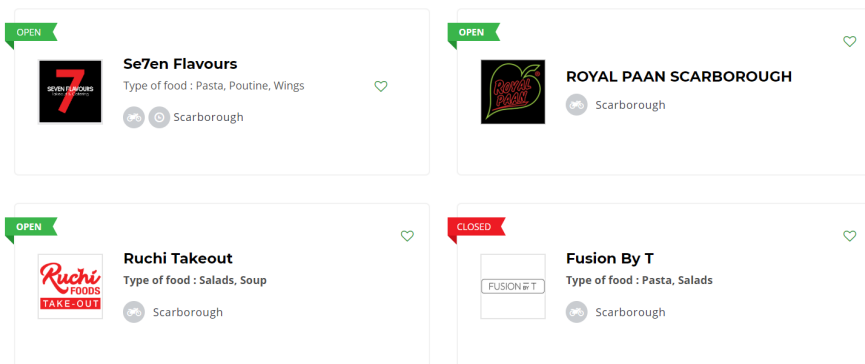 OPEN
Se7en Flavours
Type of food : Pasta, Poutine, Wings
7
SEVEN FLAVOURS
Scarborough
OPEN
ROYAL PAAN SCARBOROUGH
ROYAL
PAAN
Scarborough
OPEN
Ruchi Takeout
Type of food : Salads, Soup
Ruchi
FOODS
TAKE-OUT
Scarborough
CLOSED
Fusion By T
Type of food : Pasta, Salads
FUSION BY T
Scarborough